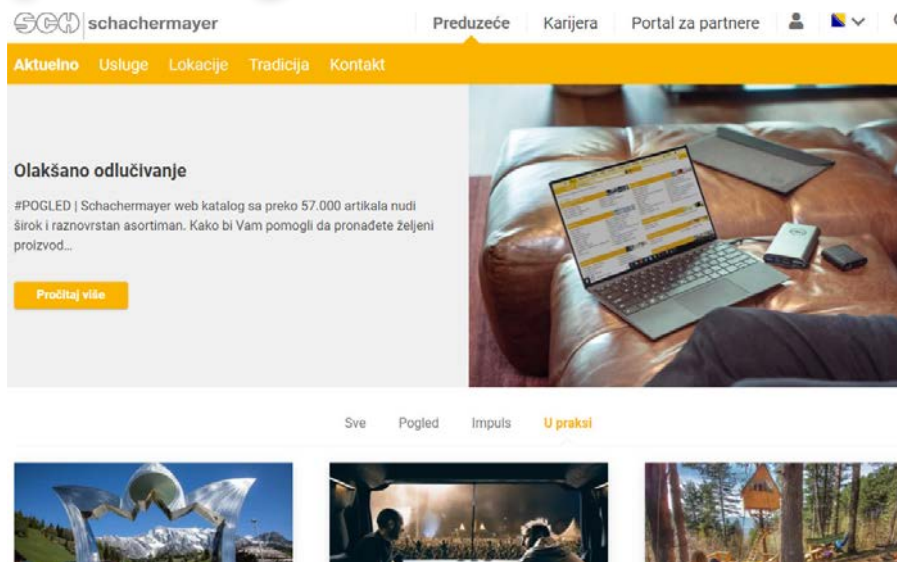 SCH schachermayer
Preduzeće Karijera Portal za partnere
Aktuelno Usluge Lokacije Tradicija Kontakt
Olakšano odlučivanje
#POGLED | Schachermayer web katalog sa preko 57.000 artikala nudi
širok i raznovrstan asortiman. Kako bi Vam pomogli da pronađete željeni
proizvod...
Pročitaj više
Sve Pogled Impuls U praksi